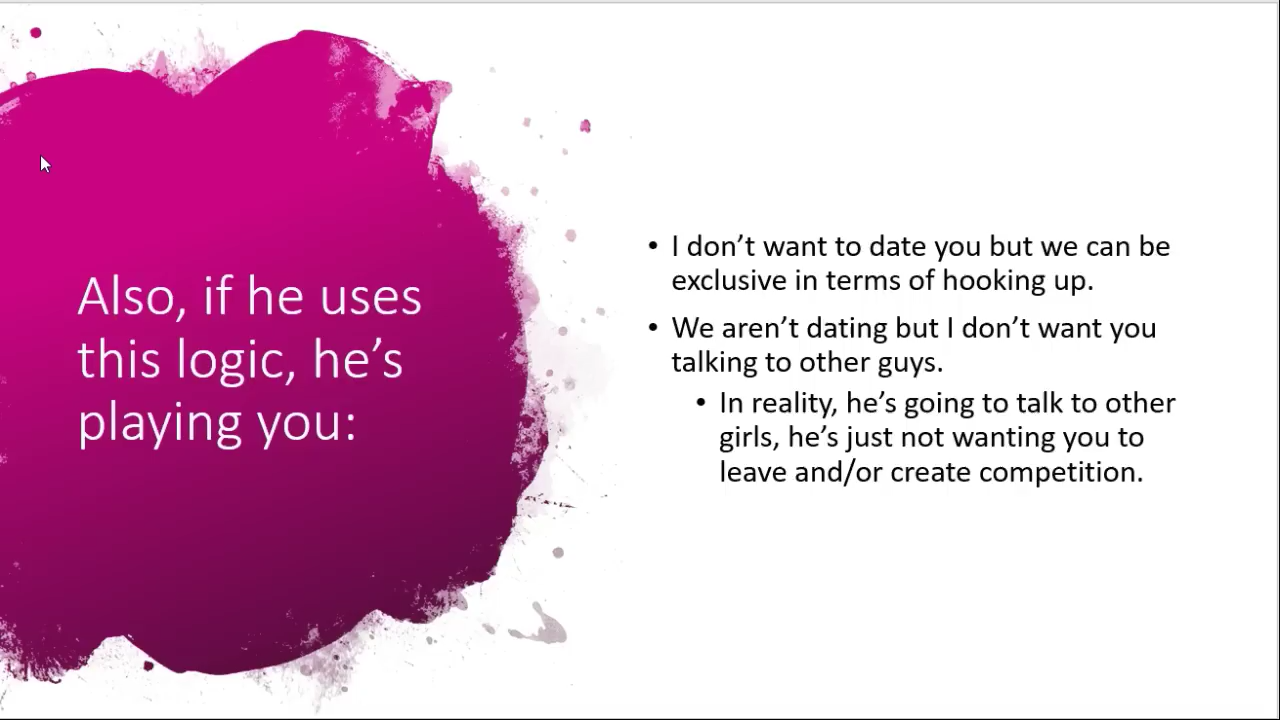 Also, if he uses
this logic, he’s
playing you:
• I don’t want to date you but we can be
exclusive in terms of hooking up.
• We aren’t dating but I don’t want you
talking to other guys.
• In reality, he’s going to talk to other
girls, he’s just not wanting you to
leave and/or create competition.